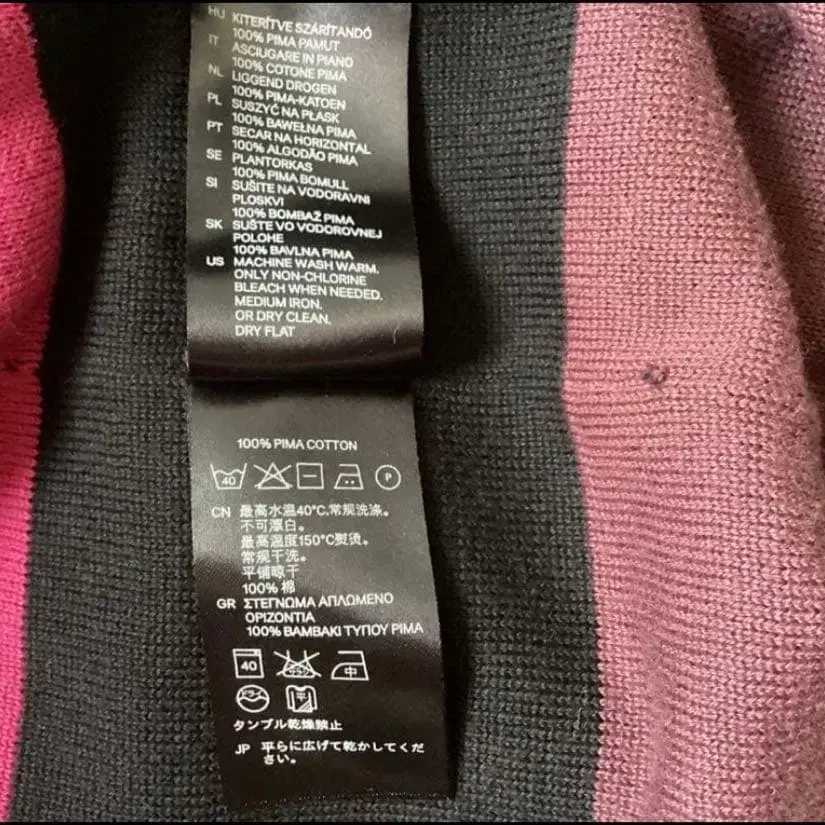 HU KITERÍTVE SZÁRÍTANDÓ
100% PIMA PAMUT
IT ASCIUGARE IN PIANO
100% COTONE PIMA
NL LIGGEND DROGEN
100% PIMA-KATOEN
PL SUSZYĆ NA PŁASK
100% BAWEŁNA PIMA
PT SECAR NA HORIZONTAL
100% ALGODÃO PIMA
SE PLANTORKAS
100% PIMA BOMULL
SI SUŠITE NA VODORAVNI
PLOSKVI
100% BOMBAŽ PIMA
SK SUŠTE VO VODOROVNEJ
POLOHE
100% BAVLNA PIMA
US MACHINE WASH WARM.
ONLY NON-CHLORINE
BLEACH WHEN NEEDED.
MEDIUM IRON.
OR DRY CLEAN.
DRY FLAT
100% PIMA COTTON
40 P
CN 最高水温40°C.常规洗涤。
不可漂白。
最高温度150°C熨烫。
常规干洗。
平铺晾干
100% 棉
GR ΣΤΕΓΝΩΜΑ ΑΠΛΩΜΕΝΟ
ΟΡΙΖΟΝΤΙΑ
100% ΒΑΜΒΑΚΙ ΤΥΠΟΥ PIMA
40 中
ドライ 平
タンブル乾燥禁止
JP 平らに広げて乾かしてくだ
さい。